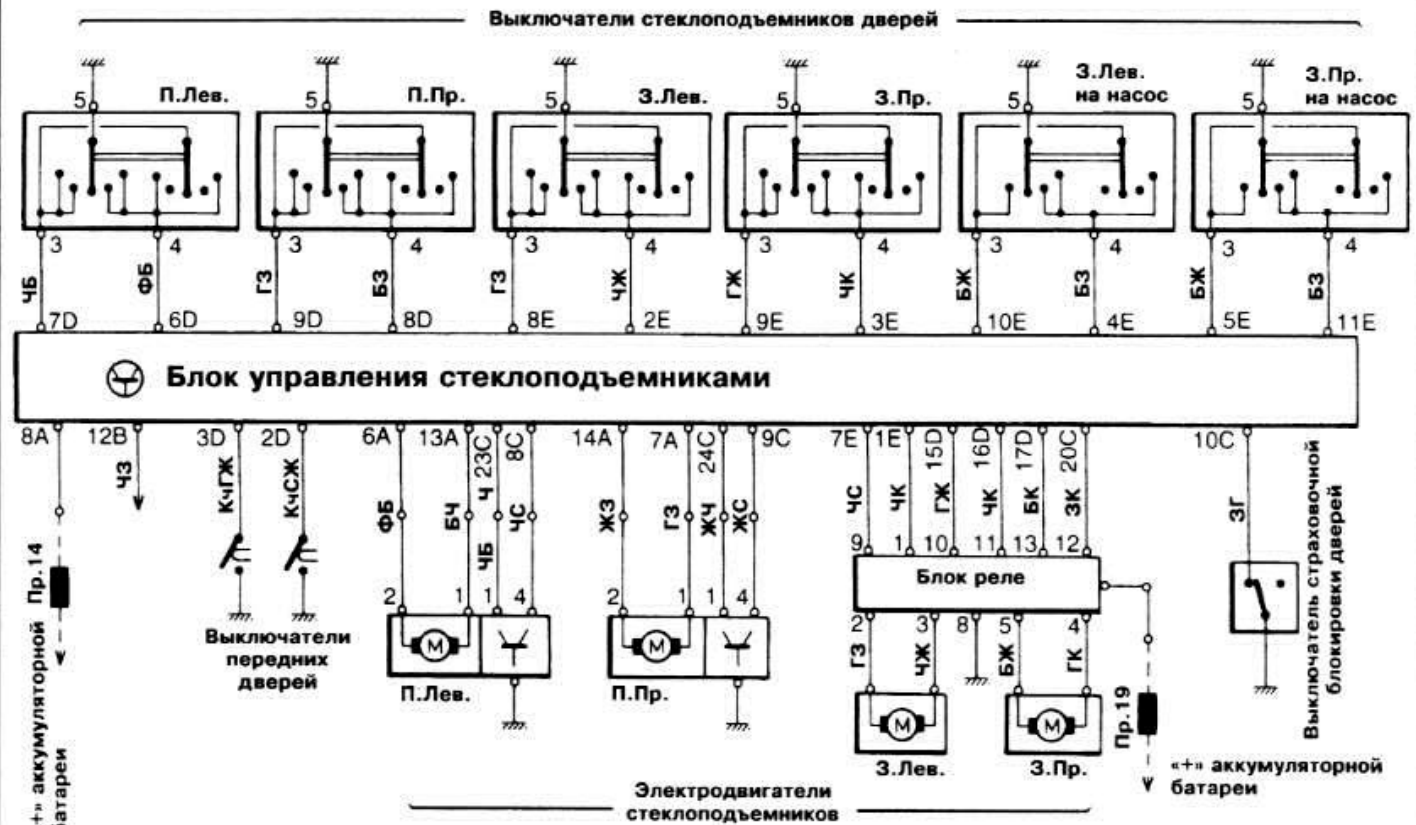 Выключатели стеклоподъемников дверей
5 П.Лев. 5 П.Пр. 5 З.Лев. 5 З.Пр. 5 З.Лев. на насос 5 З.Пр. на насос
3 4 3 4 3 4 3 4 3 4 3 4
ЧБ ФБ ГЗ БЗ ГЗ ЧЖ ГЖ ЧК БЖ БЗ БЖ БЗ
7D 6D 9D 8D 8E 2E 9E 3E 10E 4E 5E 11E
Блок управления стеклоподъемниками
8A 12B 3D 2D 6A 13A 23C 8C 14A 7A 24C 9C 7E 1E 15D 16D 17D 20C 10C
ЧЗ КчГЖ КчСЖ ФБ БЧ Ч ЧС ЖЗ ГЗ ЖЧ ЖС ЧС ЧК ГЖ ЧК БК ЗК ЗГ
ЧБ
9 1 10 11 13 12
Блок реле
2 1 1 4 2 1 1 4 2 3 8 5 4
ГЗ ЧЖ БЖ ГК
М М М М
П.Лев. П.Пр. З.Лев. З.Пр.
Выключатели
передних
дверей
Пр.14
«+» аккумуляторной
батареи
Пр.19
«+» аккумуляторной
батареи
Выключатель страховочной
блокировки дверей
Электродвигатели
стеклоподъемников